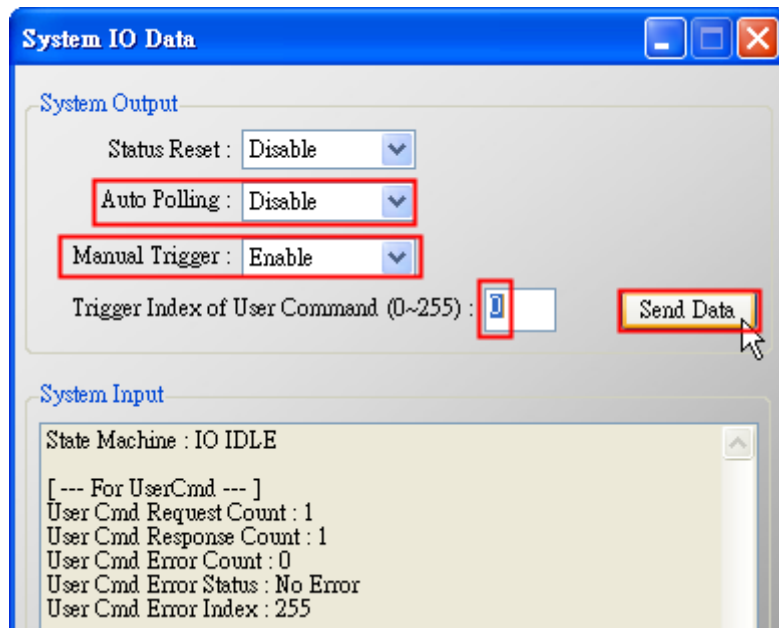 System IO Data
System Output
Status Reset : Disable
Auto Polling : Disable
Manual Trigger : Enable
Trigger Index of User Command (0~255) : 0 Send Data
System Input
State Machine : IO IDLE
[ --- For UserCmd --- ]
User Cmd Request Count : 1
User Cmd Response Count : 1
User Cmd Error Count : 0
User Cmd Error Status : No Error
User Cmd Error Index : 255